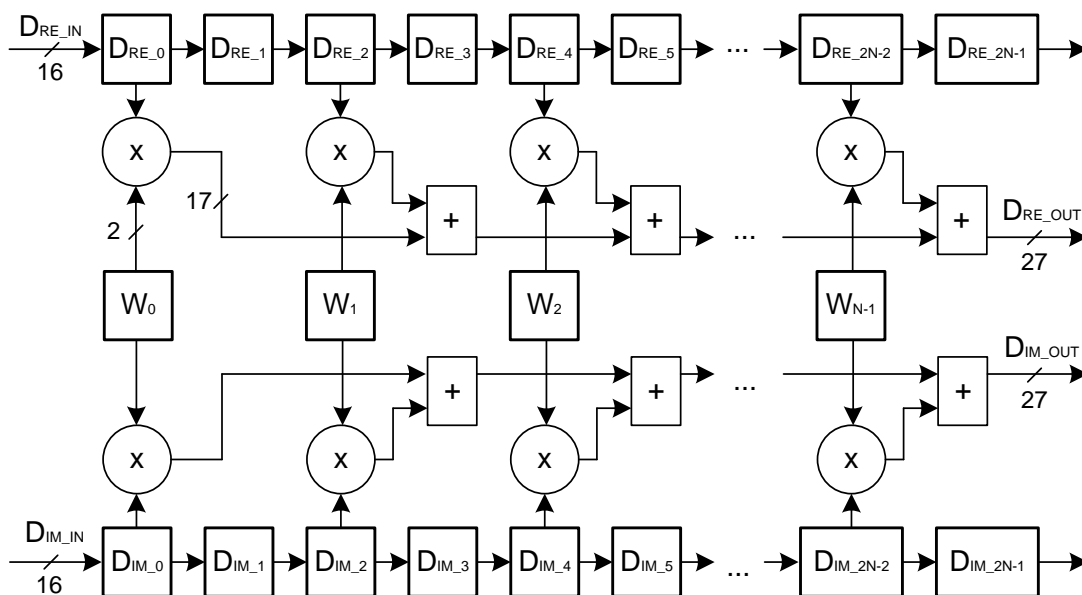 DRE_IN
16
DRE_0 DRE_1 DRE_2 DRE_3 DRE_4 DRE_5 ... DRE_2N-2 DRE_2N-1
x x x x
17
2
+ + ... +
DRE_OUT
27
W0 W1 W2 WN-1
DIM_OUT
27
+ + ... +
x x x x
DIM_IN
16
DIM_0 DIM_1 DIM_2 DIM_3 DIM_4 DIM_5 ... DIM_2N-2 DIM_2N-1